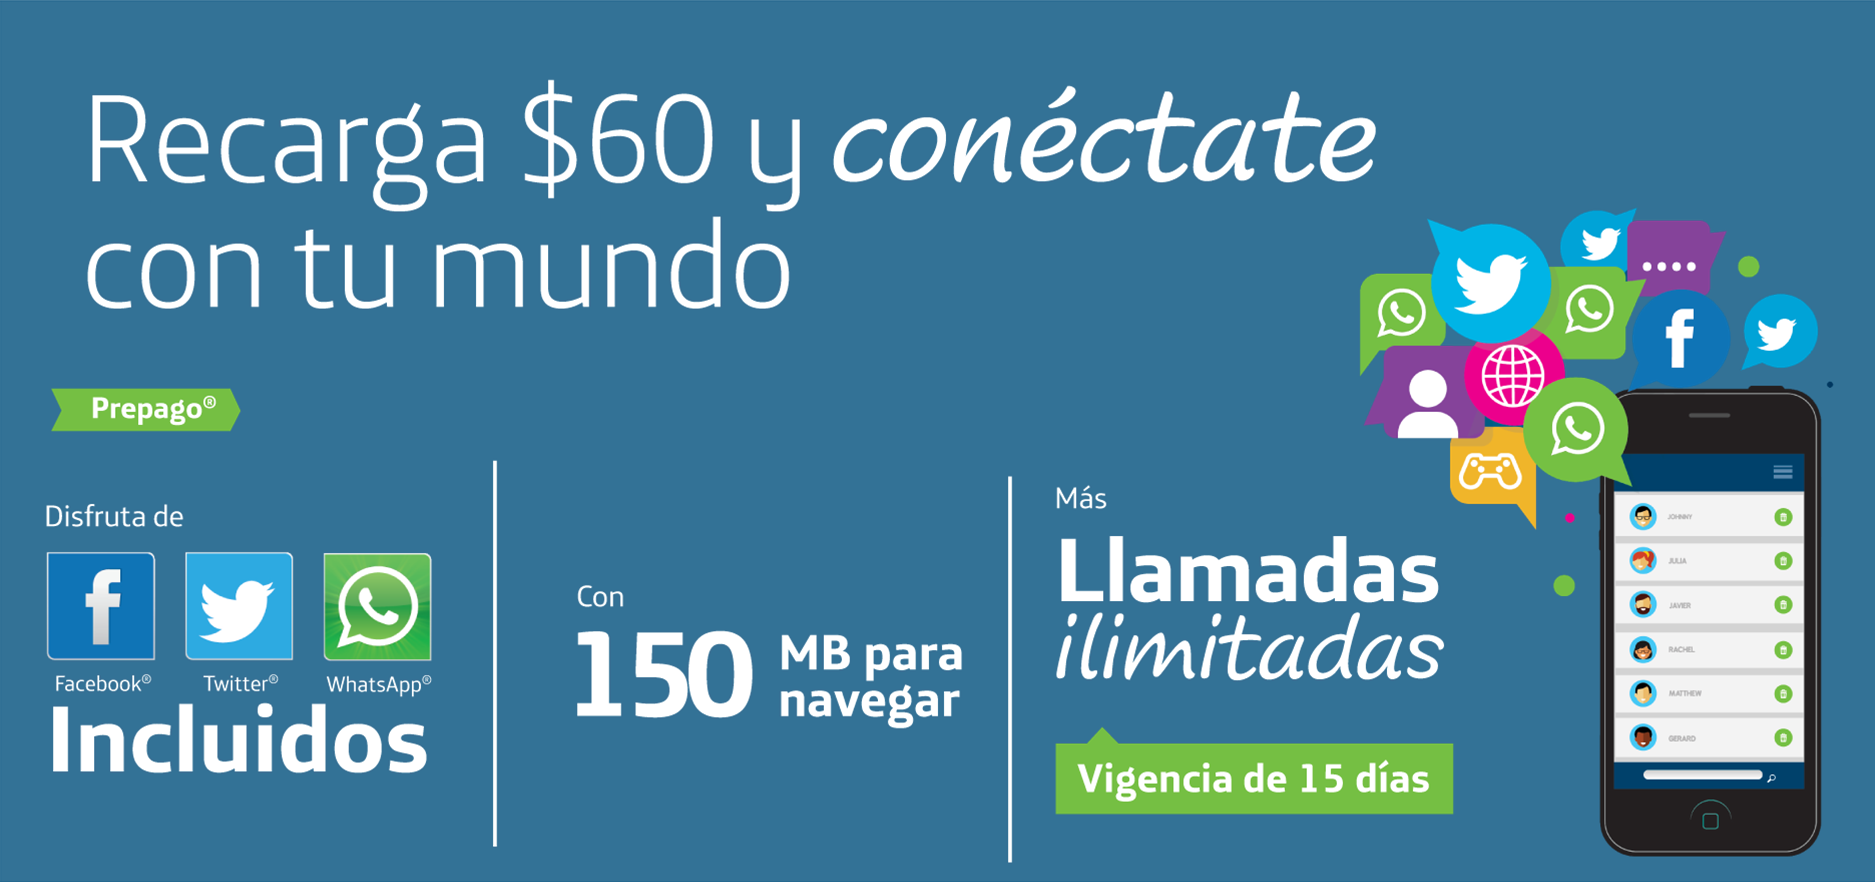 Recarga $60 y conéctate
con tu mundo
Prepago®
Disfruta de
Facebook® Twitter® WhatsApp®
Incluidos
Con
150 MB para
navegar
Más
Llamadas
ilimitadas
Vigencia de 15 días
JOHNNY
JULIA
JAVIER
RACHEL
MATTHEW
GERARD